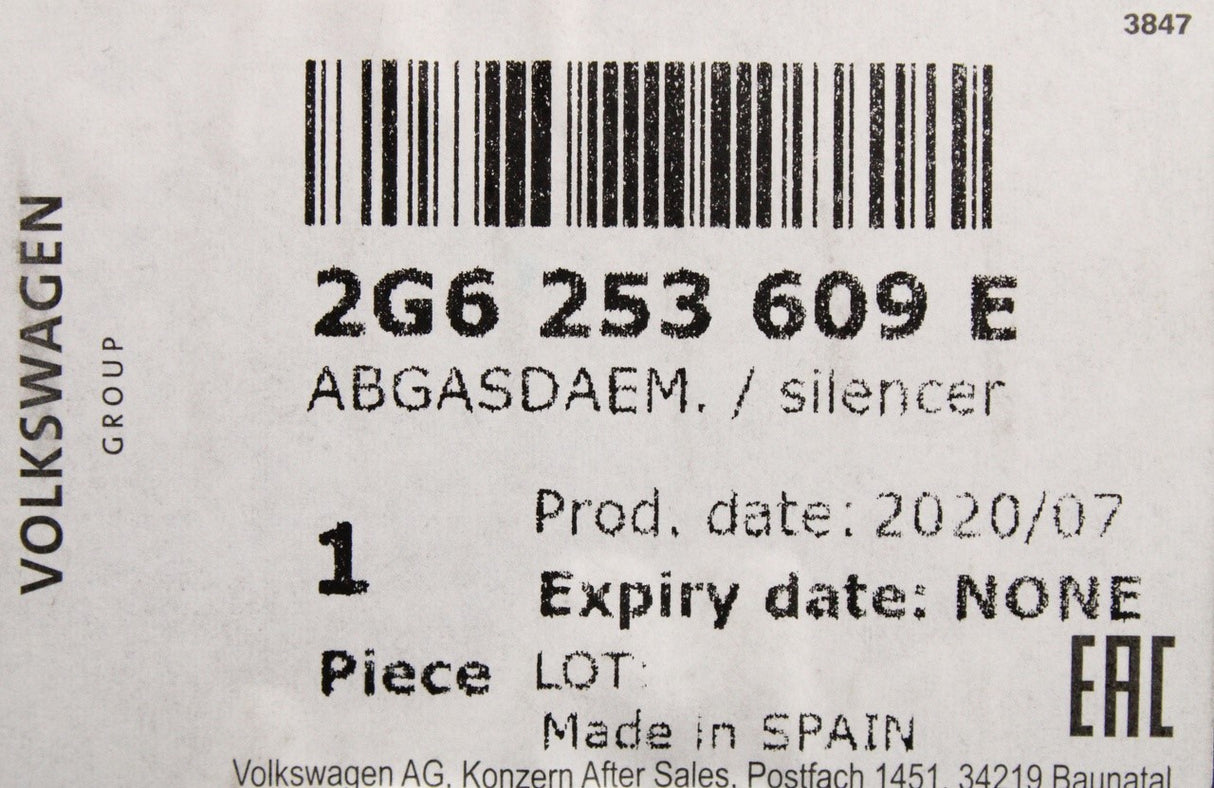 3847
VOLKSWAGEN
GROUP
2G6 253 609 E
ABGASDAEM. / silencer
1
Piece
Prod. date: 2020/07
Expiry date: NONE
LOT:
Made in SPAIN
EAC
Volkswagen AG, Konzern After Sales, Postfach 1451, 34219 Baunatal